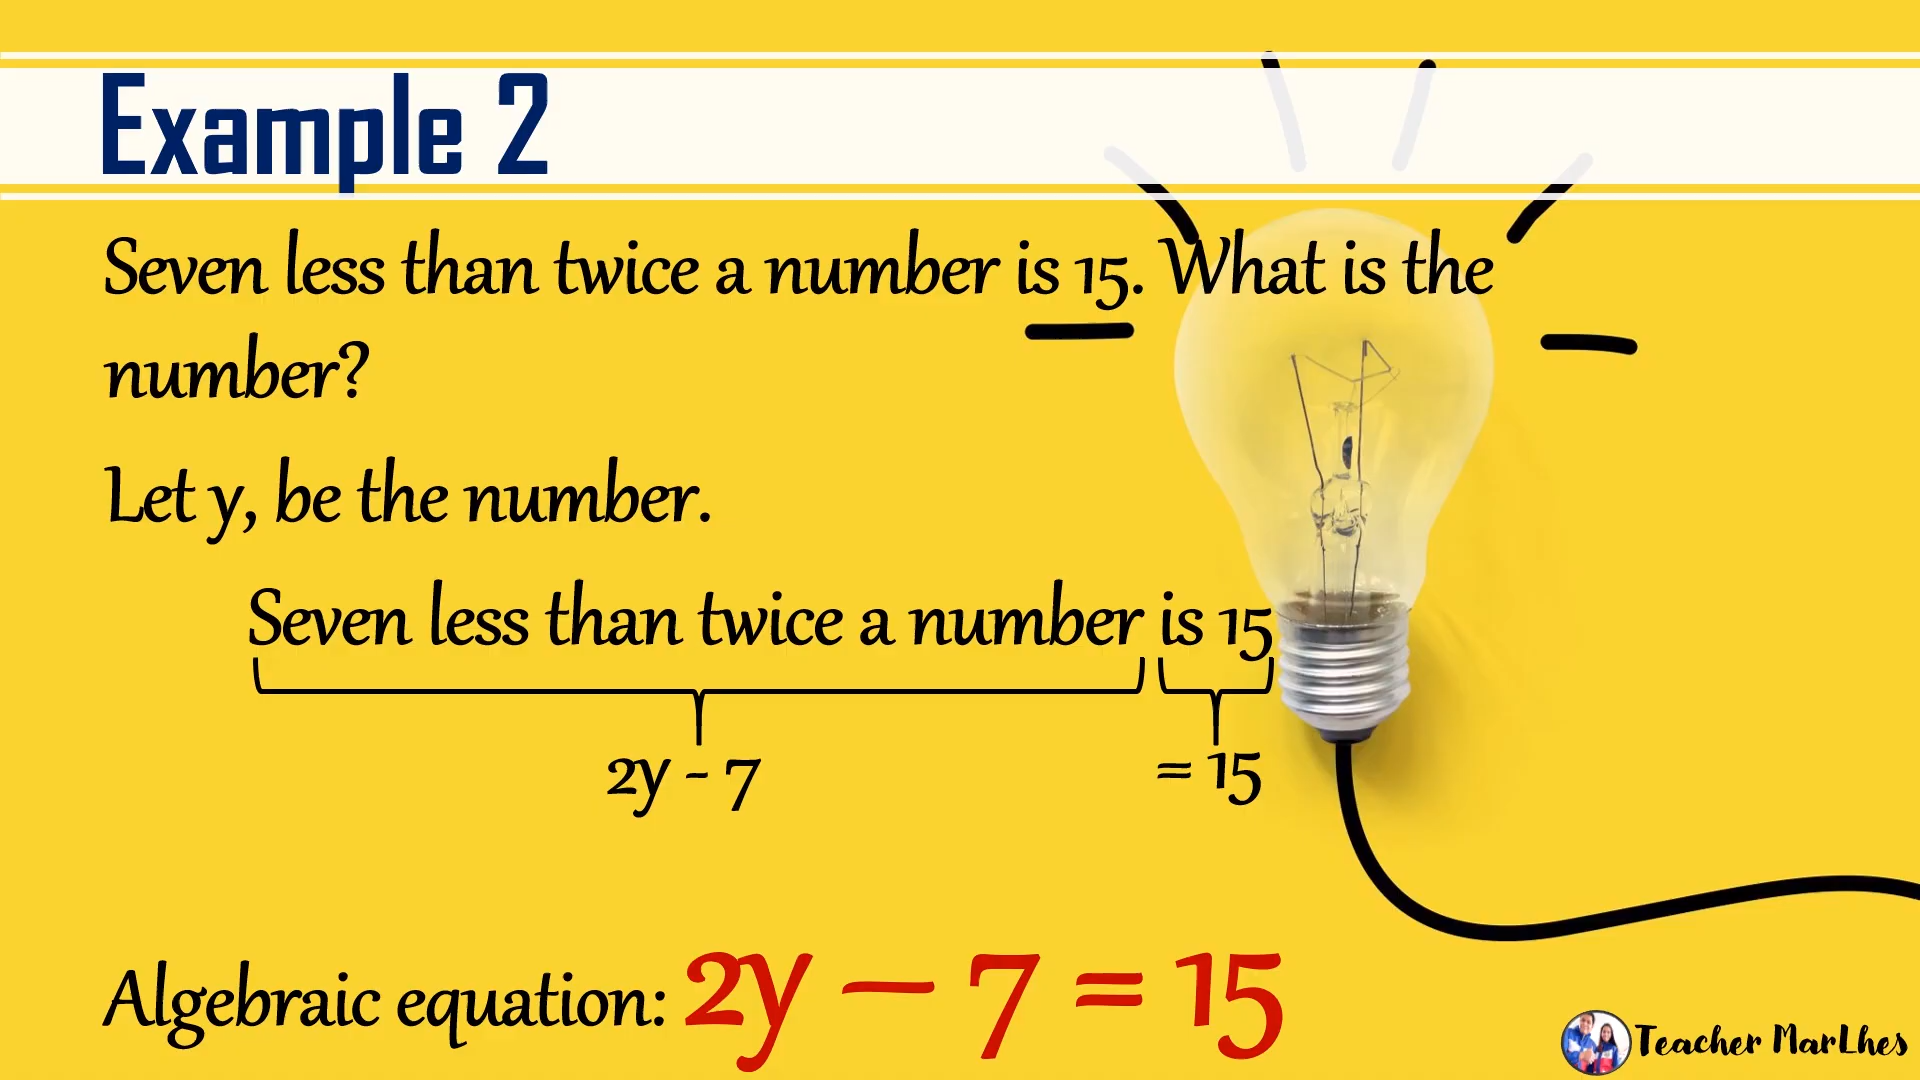 Example 2
Seven less than twice a number is 15. What is the
number?
Let y, be the number.
Seven less than twice a number is 15
2y - 7 = 15
Algebraic equation: 2y – 7 = 15
Teacher MarLhes